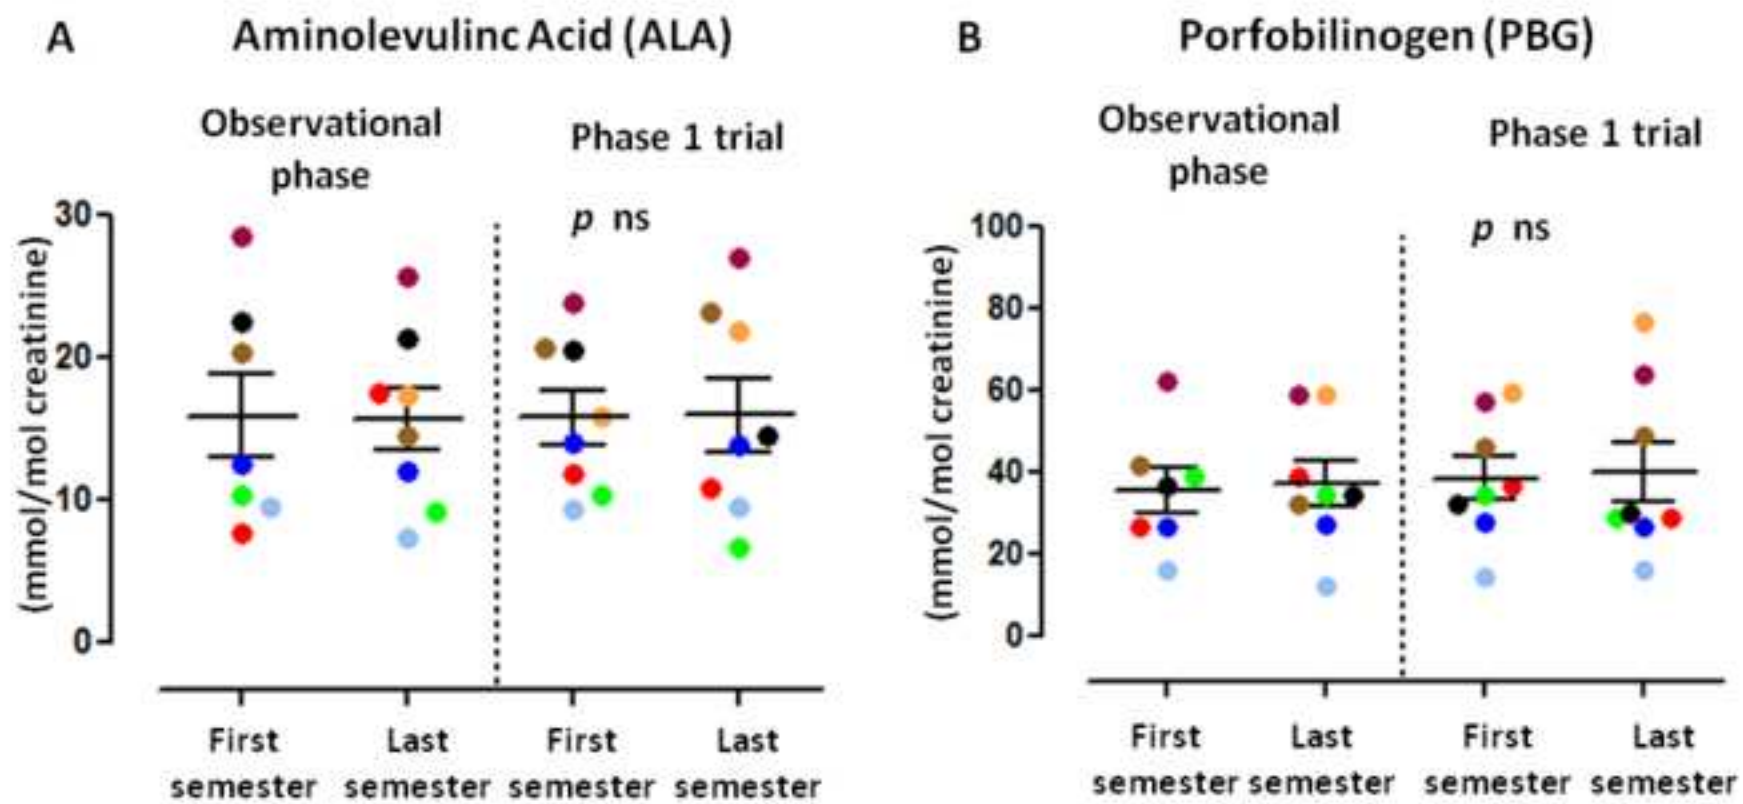 A
Aminolevulinc Acid (ALA)
Observational
phase
Phase 1 trial
p ns
(mmol/mol creatinine)
30
20
10
0
First
semester
Last
semester
First
semester
Last
semester
B
Porfobilinogen (PBG)
Observational
phase
Phase 1 trial
p ns
(mmol/mol creatinine)
100
80
60
40
20
0
First
semester
Last
semester
First
semester
Last
semester